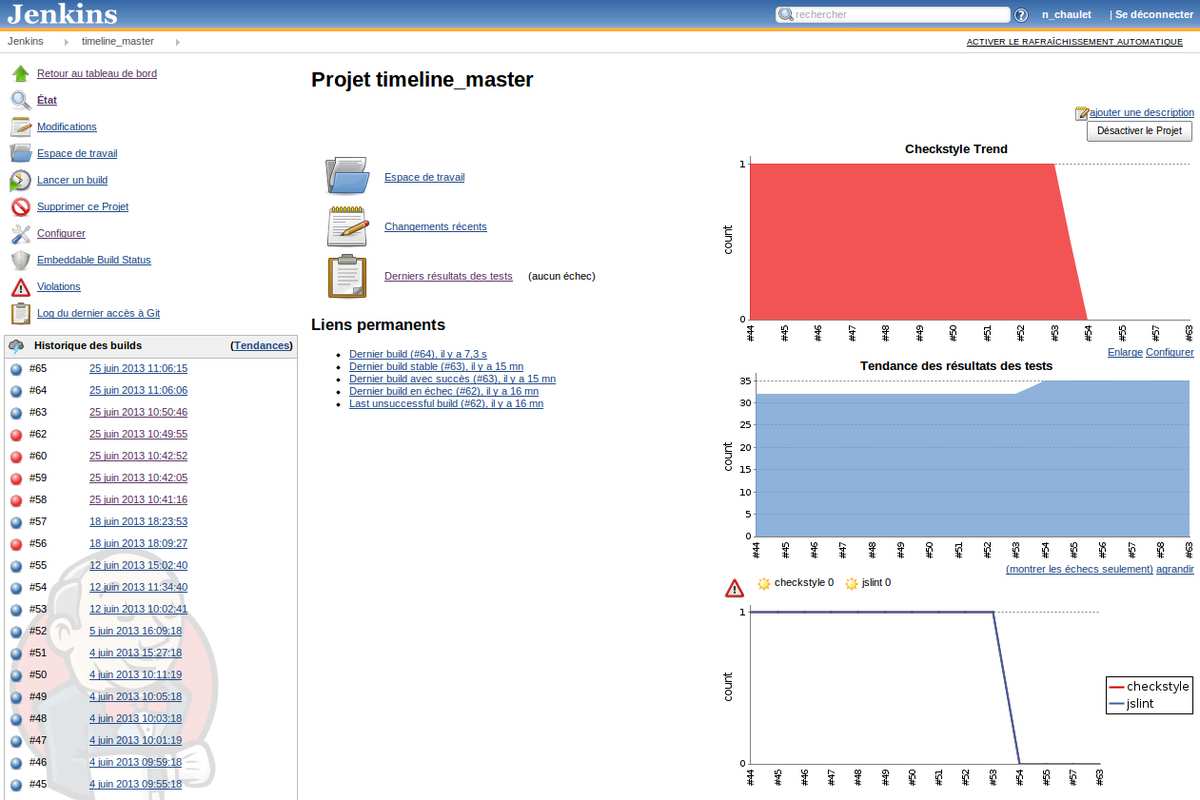 Jenkins
rechercher
n_chaulet
| Se déconnecter
Jenkins
timeline_master
ACTIVER LE RAFRAÎCHISSEMENT AUTOMATIQUE
Retour au tableau de bord
État
Modifications
Espace de travail
Lancer un build
Supprimer ce Projet
Configurer
Embeddable Build Status
Violations
Log du dernier accès à Git
Historique des builds (Tendances)
#65 25 juin 2013 11:06:15
#64 25 juin 2013 11:06:06
#63 25 juin 2013 10:50:46
#62 25 juin 2013 10:49:55
#60 25 juin 2013 10:42:52
#59 25 juin 2013 10:42:05
#58 25 juin 2013 10:41:16
#57 18 juin 2013 18:23:53
#56 18 juin 2013 18:09:27
#55 12 juin 2013 15:02:40
#54 12 juin 2013 11:34:40
#53 12 juin 2013 10:02:41
#52 5 juin 2013 16:09:18
#51 4 juin 2013 15:27:18
#50 4 juin 2013 10:11:19
#49 4 juin 2013 10:05:18
#48 4 juin 2013 10:03:18
#47 4 juin 2013 10:01:19
#46 4 juin 2013 09:59:18
#45 4 juin 2013 09:55:18
Projet timeline_master
ajouter une description
Désactiver le Projet
Espace de travail
Changements récents
Derniers résultats des tests (aucun échec)
Liens permanents
Dernier build (#64), il y a 7,3 s
Dernier build stable (#63), il y a 15 mn
Dernier build avec succès (#63), il y a 15 mn
Dernier build en échec (#62), il y a 16 mn
Last unsuccessful build (#62), il y a 16 mn
Checkstyle Trend
1
count
0
#44 #45 #46 #47 #48 #49 #50 #51 #52 #53 #54 #55 #57 #63
Enlarge Configurer
Tendance des résultats des tests
35
30
25
20
15
10
5
0
count
#44 #45 #46 #47 #48 #49 #50 #51 #52 #53 #54 #55 #56 #57 #58 #63
(montrer les échecs seulement) agrandir
checkstyle 0 jslint 0
1
count
0
#44 #45 #46 #47 #48 #49 #50 #51 #52 #53 #54 #55 #57 #63
checkstyle
jslint